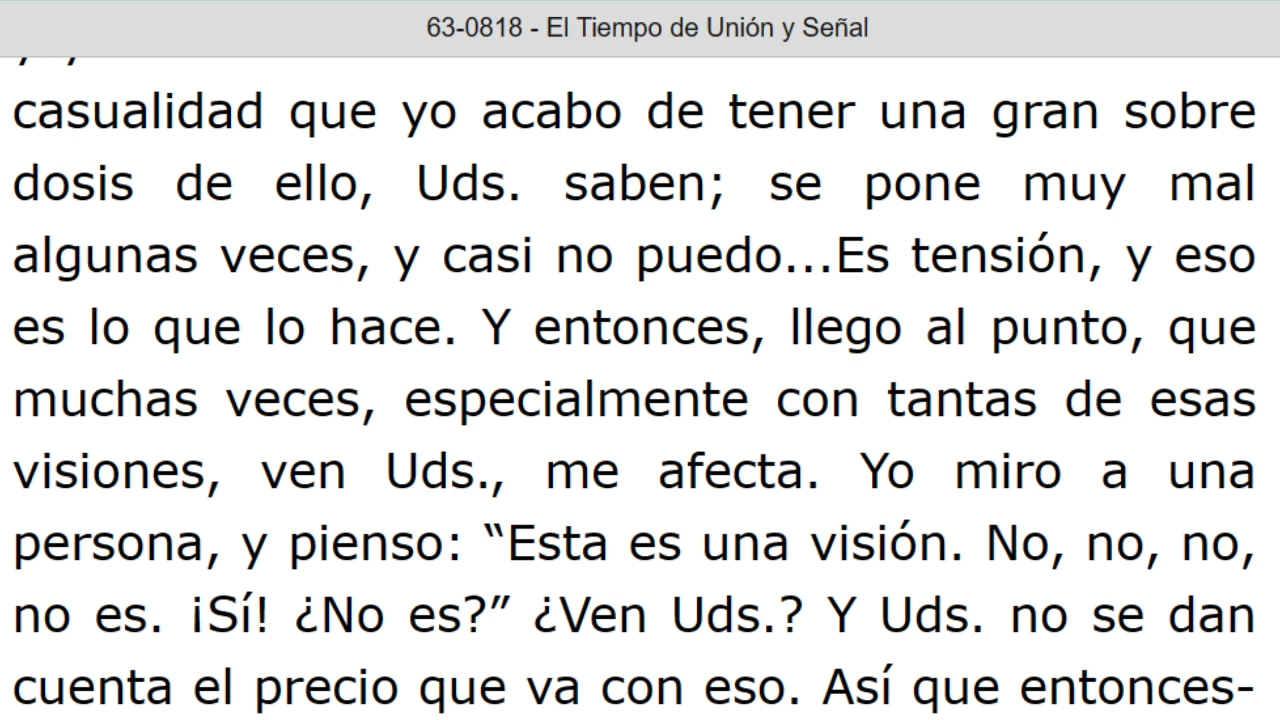 63-0818 - El Tiempo de Unión y Señal
casualidad que yo acabo de tener una gran sobre
dosis de ello, Uds. saben; se pone muy mal
algunas veces, y casi no puedo...Es tensión, y eso
es lo que lo hace. Y entonces, llego al punto, que
muchas veces, especialmente con tantas de esas
visiones, ven Uds., me afecta. Yo miro a una
persona, y pienso: “Esta es una visión. No, no, no,
no es. ¡Sí! ¿No es?” ¿Ven Uds.? Y Uds. no se dan
cuenta el precio que va con eso. Así que entonces-